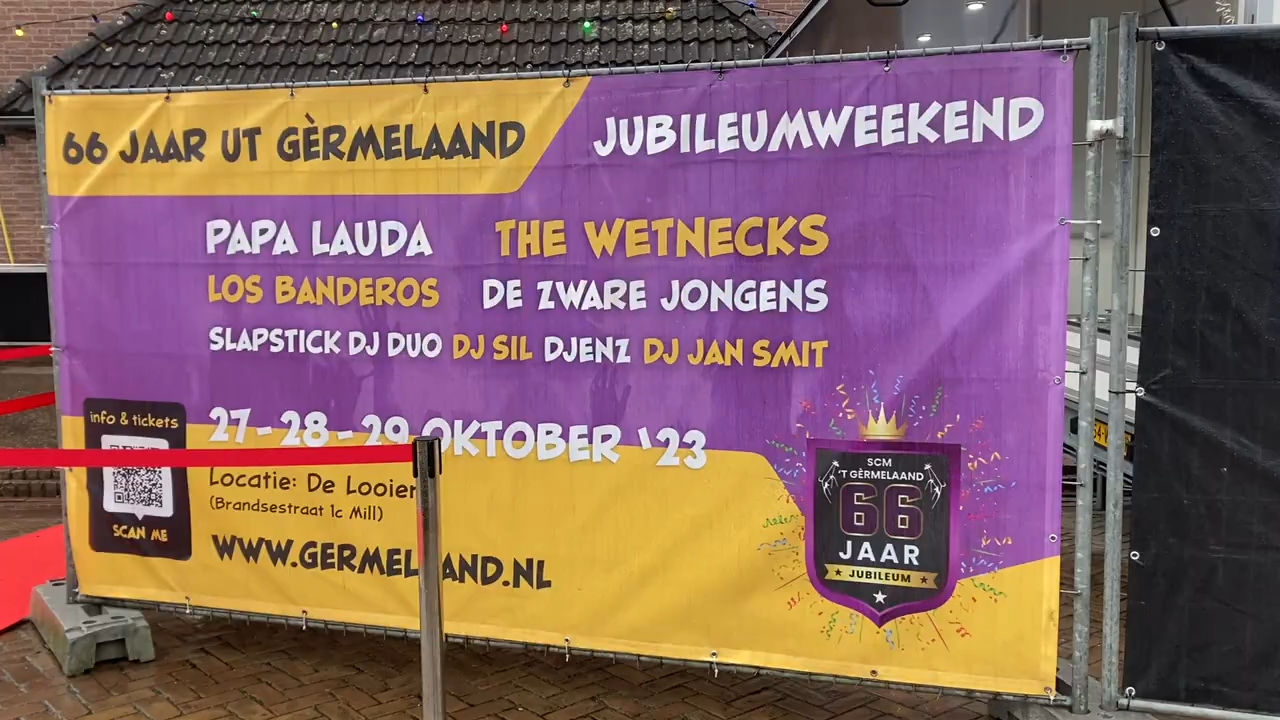 66 JAAR UT GÈRMELAAND
JUBILEUMWEEKEND
PAPA LAUDA THE WETNECKS
LOS BANDEROS DE ZWARE JONGENS
SLAPSTICK DJ DUO DJ SIL DJENZ DJ JAN SMIT
27-28-29 OKTOBER '23
info & tickets
SCAN ME
Locatie: De Looier
(Brandsestraat 1c Mill)
WWW.GERMELAAND.NL
SCM
'T GÈRMELAAND
66
JAAR
JUBILEUM